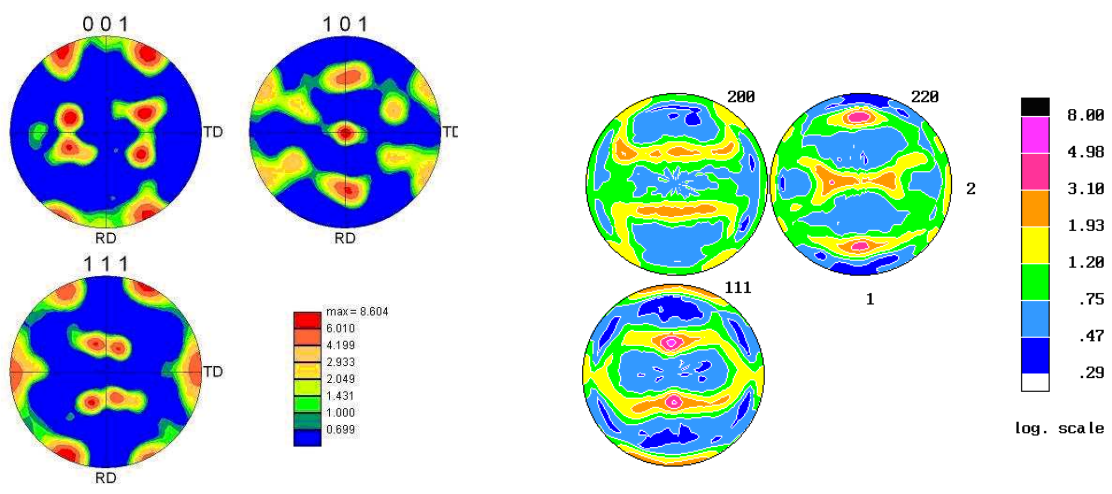 0 0 1
TD
RD
1 0 1
TD
RD
1 1 1
TD
RD
max = 8.604
6.010
4.199
2.933
2.049
1.431
1.000
0.699
200
220
2
111
1
8.00
4.98
3.10
1.93
1.20
.75
.47
.29
log. scale